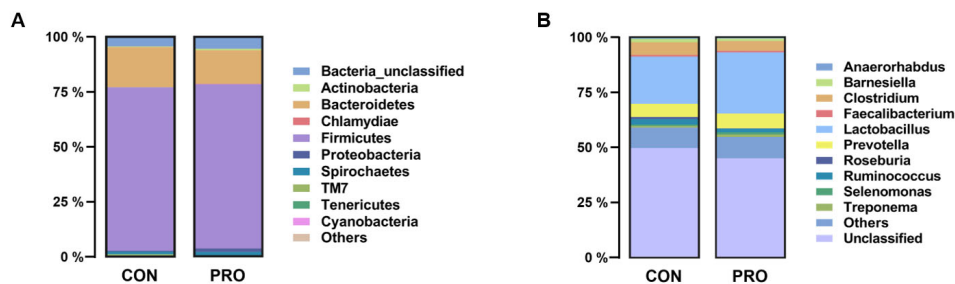 A
100 %
75 %
50 %
25 %
0 %
CON
PRO
Bacteria_unclassified
Actinobacteria
Bacteroidetes
Chlamydiae
Firmicutes
Proteobacteria
Spirochaetes
TM7
Tenericutes
Cyanobacteria
Others
B
100 %
75 %
50 %
25 %
0 %
CON
PRO
Anaerorhabdus
Barnesiella
Clostridium
Faecalibacterium
Lactobacillus
Prevotella
Roseburia
Ruminococcus
Selenomonas
Treponema
Others
Unclassified